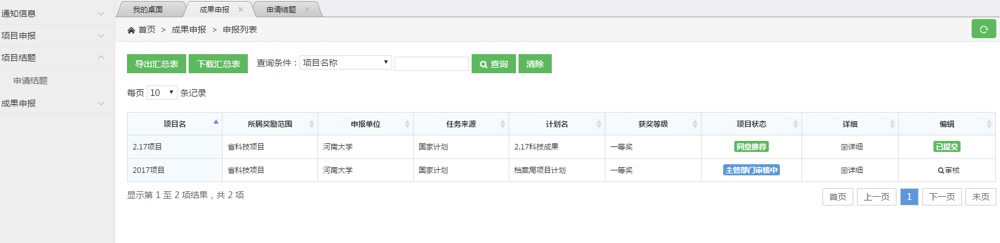 通知信息
项目申报
项目结题
申请结题
成果申报
我的桌面 成果申报 × 申请结题 ×
首页 > 成果申报 > 申报列表
导出汇总表 下载汇总表 查询条件：项目名称 查询 清除
每页 10 条记录
项目名 所属奖励范围 申报单位 任务来源 计划名 获奖等级 项目状态 详细 编辑
2.17项目 省科技项目 河南大学 国家计划 2.17科技成果 一等奖 同意推荐 详细 已提交
2017项目 省科技项目 河南大学 国家计划 档案局项目计划 一等奖 主管部门审核中 详细 审核
显示第 1 至 2 项结果，共 2 项
首页 上一页 1 下一页 末页